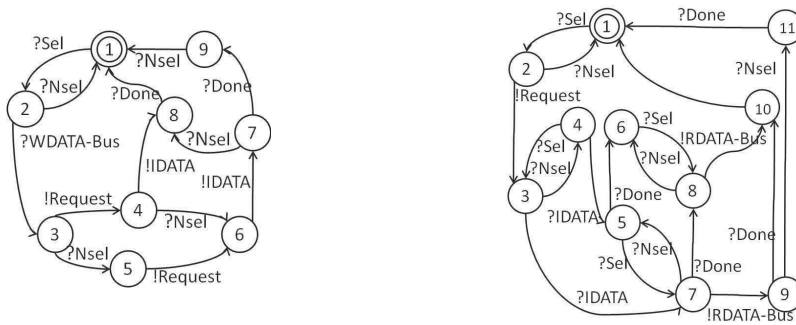 ?Sel
1
9
?Nsel
?Nsel
?Done
?Done
2
8
7
?WDATA-Bus
?Nsel
!IDATA
!IDATA
!Request
4
?Nsel
3
6
?Nsel
5
!Request
?Sel
1
?Done
11
2
?Nsel
?Nsel
!Request
10
4
6
?Sel
!RDATA-Bus
?Sel
?Nsel
?Nsel
8
3
?Done
?IDATA
5
?Nsel
?Sel
?Done
?Done
?IDATA
7
9
!RDATA-Bus